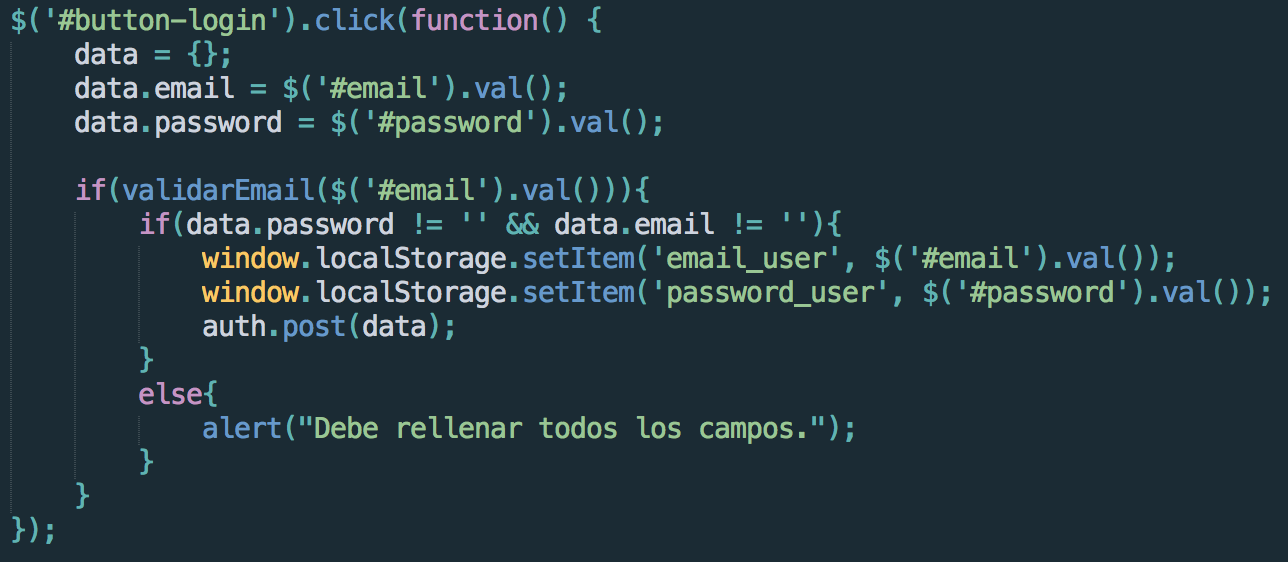 $('#button-login').click(function() {
    data = {};
    data.email = $('#email').val();
    data.password = $('#password').val();

    if(validarEmail($('#email').val())){
        if(data.password != '' && data.email != ''){
            window.localStorage.setItem('email_user', $('#email').val());
            window.localStorage.setItem('password_user', $('#password').val());
            auth.post(data);
        }
        else{
            alert("Debe rellenar todos los campos.");
        }
    }
});